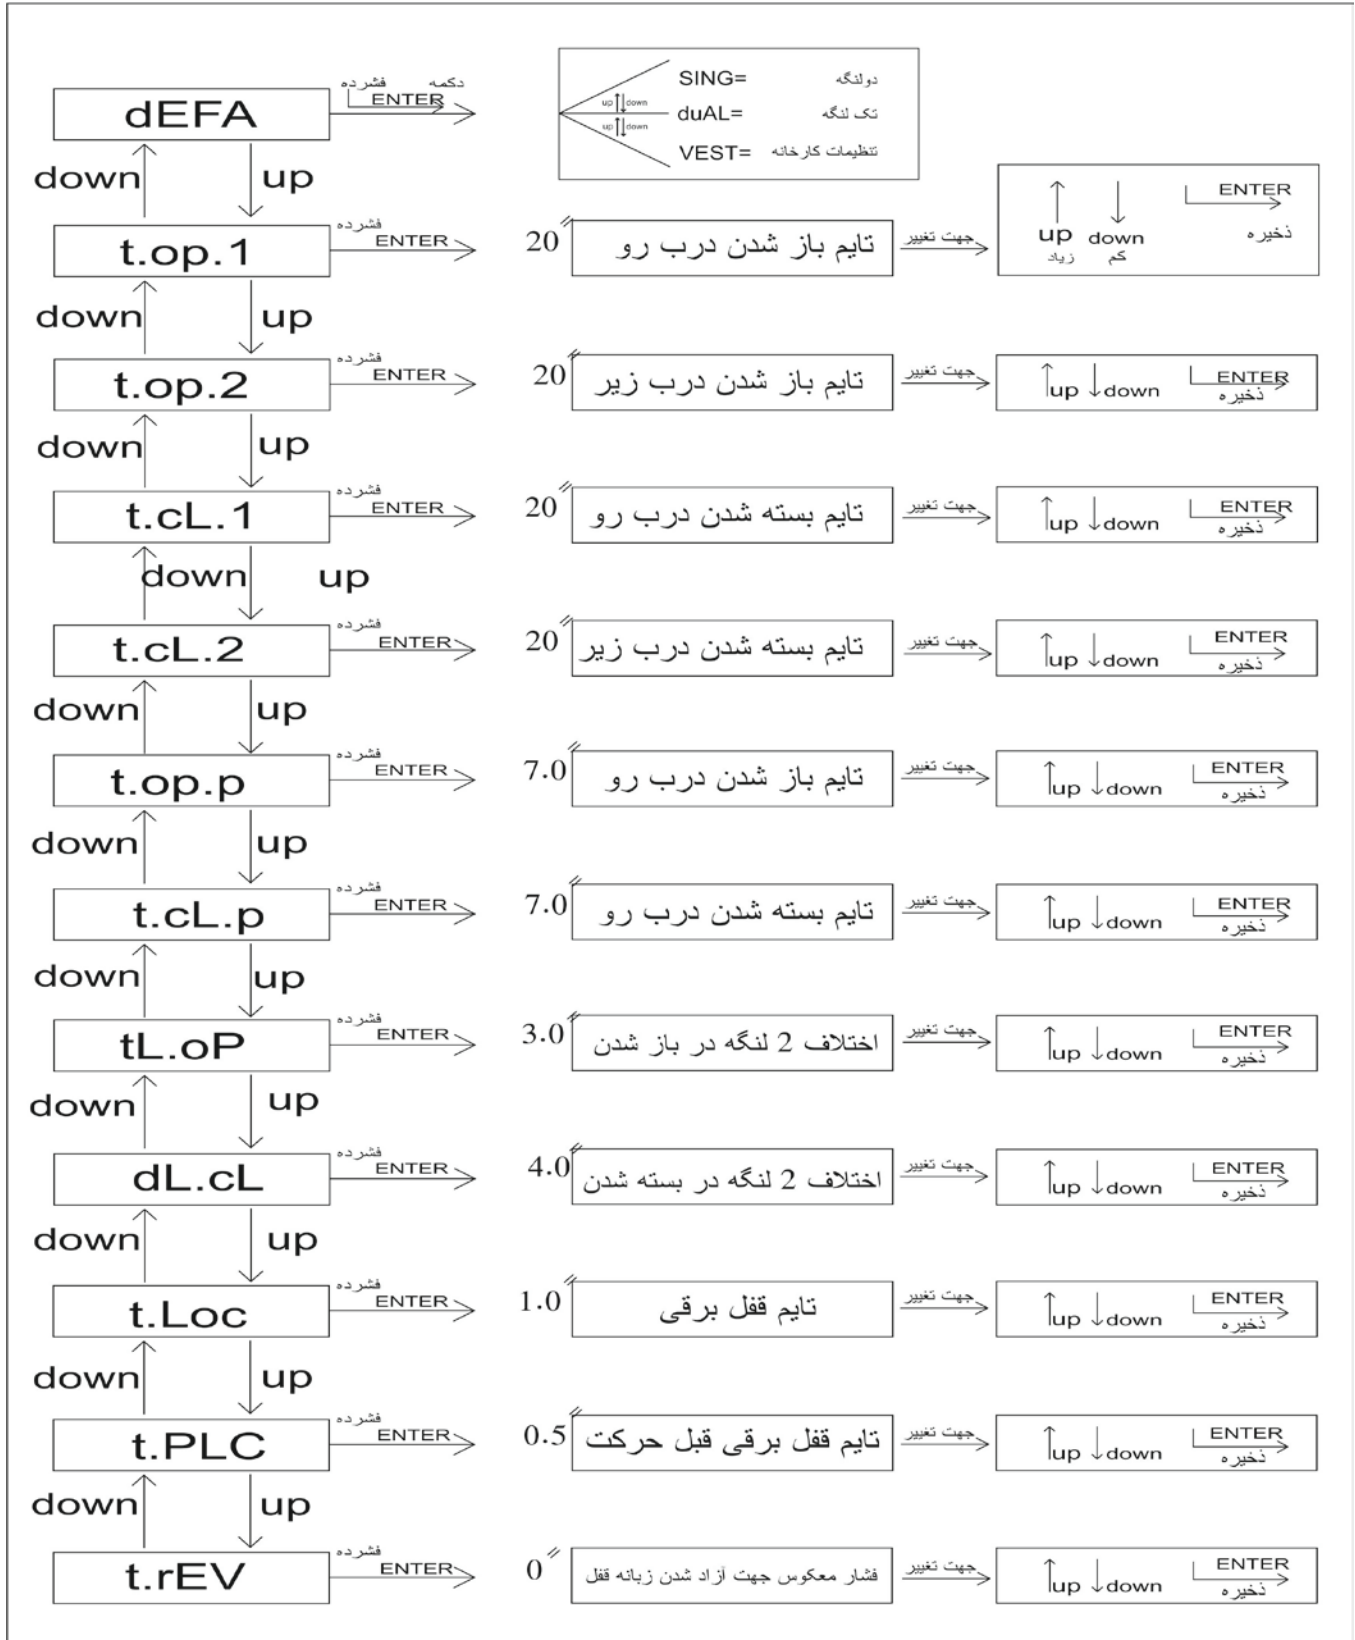 dEFA
فشرده
ENTER
دکمه
SING= دولنگه
up down
duAL= تک لنگه
up down
VEST= تنظیمات کارخانه
down up
t.op.1
فشرده
ENTER
20″ تایم باز شدن درب رو
جهت تغییر
up down ENTER
زیاد کم ذخیره
down up
t.op.2
فشرده
ENTER
20″ تایم باز شدن درب زیر
جهت تغییر
up down ENTER
ذخیره
down up
t.cL.1
فشرده
ENTER
20″ تایم بسته شدن درب رو
جهت تغییر
up down ENTER
ذخیره
down up
t.cL.2
فشرده
ENTER
20″ تایم بسته شدن درب زیر
جهت تغییر
up down ENTER
ذخیره
down up
t.op.p
فشرده
ENTER
7.0″ تایم باز شدن درب رو
جهت تغییر
up down ENTER
ذخیره
down up
t.cL.p
فشرده
ENTER
7.0″ تایم بسته شدن درب رو
جهت تغییر
up down ENTER
ذخیره
down up
tL.oP
فشرده
ENTER
3.0″ اختلاف 2 لنگه در باز شدن
جهت تغییر
up down ENTER
ذخیره
down up
dL.cL
فشرده
ENTER
4.0″ اختلاف 2 لنگه در بسته شدن
جهت تغییر
up down ENTER
ذخیره
down up
t.Loc
فشرده
ENTER
1.0″ تایم قفل برقی
جهت تغییر
up down ENTER
ذخیره
down up
t.PLC
فشرده
ENTER
0.5″ تایم قفل برقی قبل حرکت
جهت تغییر
up down ENTER
ذخیره
down up
t.rEV
فشرده
ENTER
0″ فشار معکوس جهت آزاد شدن زبانه قفل
جهت تغییر
up down ENTER
ذخیره